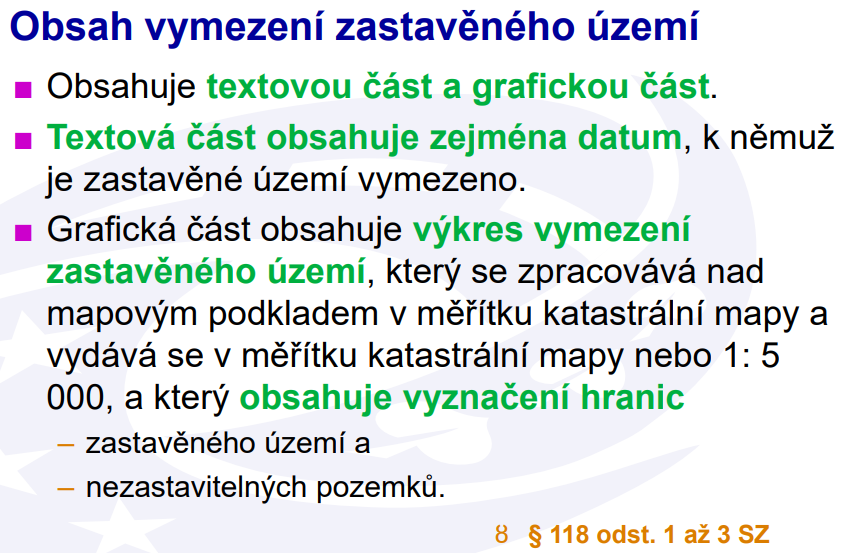 Obsah vymezení zastavěného území
■ Obsahuje textovou část a grafickou část.
■ Textová část obsahuje zejména datum, k němuž
je zastavěné území vymezeno.
■ Grafická část obsahuje výkres vymezení
zastavěného území, který se zpracovává nad
mapovým podkladem v měřítku katastrální mapy a
vydává se v měřítku katastrální mapy nebo 1: 5
000, a který obsahuje vyznačení hranic
– zastavěného území a
– nezastavitelných pozemků.
8 § 118 odst. 1 až 3 SZ